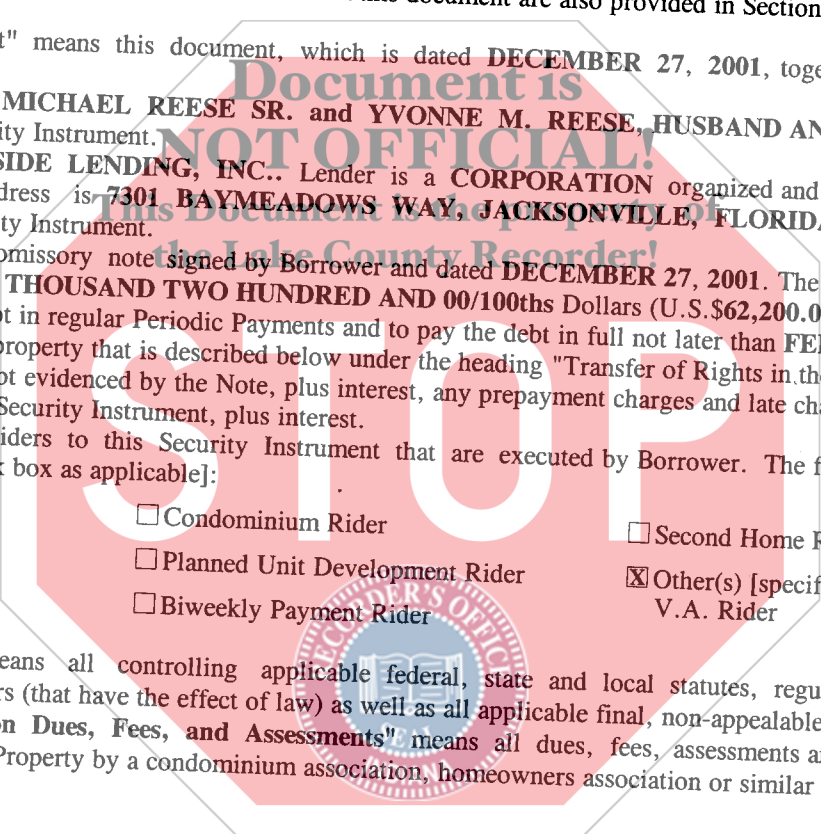 this document are also provided in Section
t" means this document, which is dated DECEMBER 27, 2001, toge
MICHAEL REESE SR. and YVONNE M. REESE, HUSBAND AN
ity Instrument.
SIDE LENDING, INC.. Lender is a CORPORATION organized and
dress is 7301 BAYMEADOWS WAY, JACKSONVILLE, FLORIDA
ty Instrument.
omissory note signed by Borrower and dated DECEMBER 27, 2001. The
THOUSAND TWO HUNDRED AND 00/100ths Dollars (U.S.$62,200.0
ot in regular Periodic Payments and to pay the debt in full not later than FE
property that is described below under the heading "Transfer of Rights in th
ot evidenced by the Note, plus interest, any prepayment charges and late cha
Security Instrument, plus interest.
iders to this Security Instrument that are executed by Borrower. The f
k box as applicable]:
Condominium Rider
Second Home R
Planned Unit Development Rider
X Other(s) [specif
Biweekly Payment Rider
V.A. Rider
eans all controlling applicable federal, state and local statutes, regu
rs (that have the effect of law) as well as all applicable final, non-appealable
on Dues, Fees, and Assessments" means all dues, fees, assessments a
Property by a condominium association, homeowners association or similar
Document is
NOT OFFICIAL!
This Document is the property of
the Lake County Recorder!
STOP
RECORDER'S OFFICE
SEAL
INDIANA